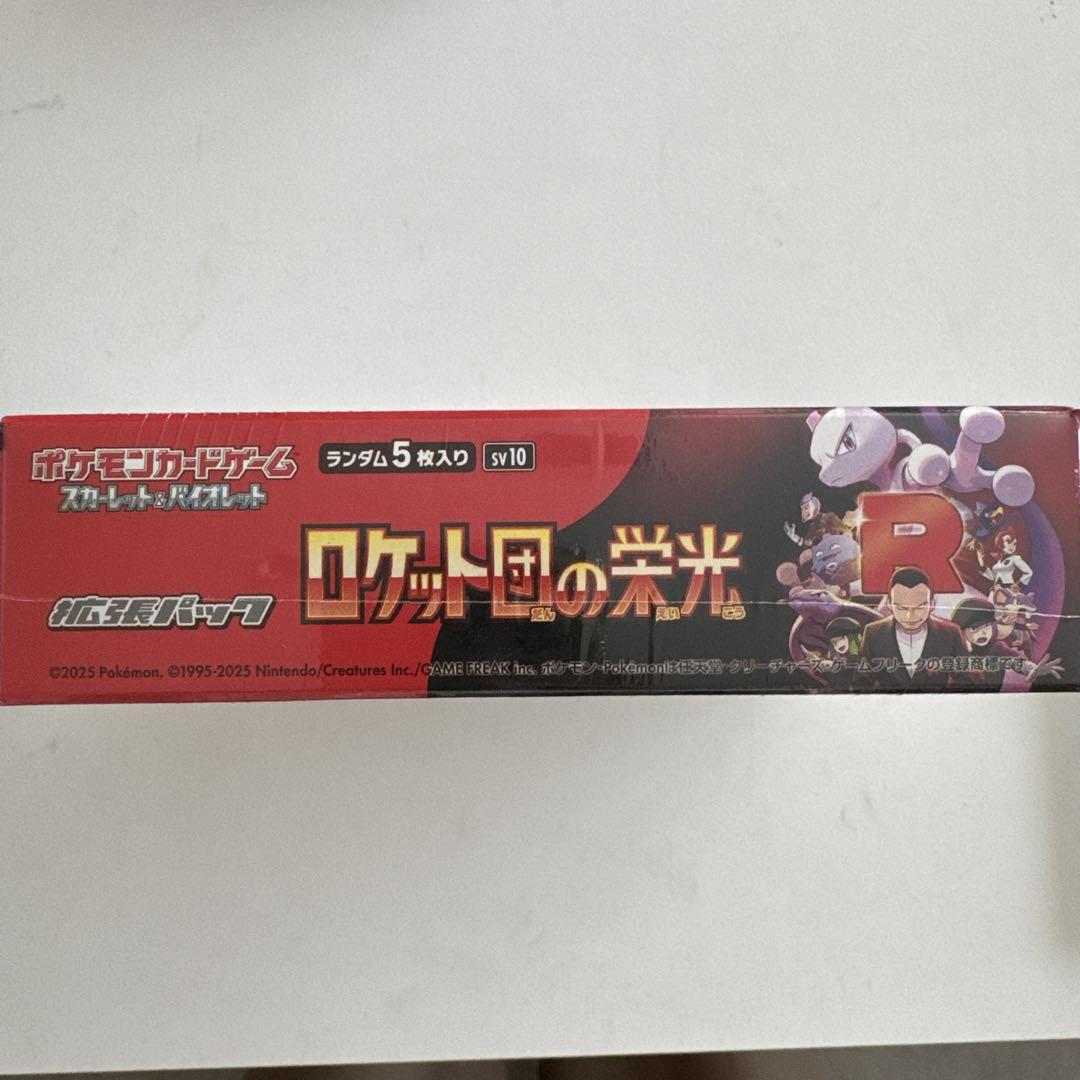 ポケモンカードゲーム
スカーレット&バイオレット
ランダム5枚入り
SV10
拡張パック
ロケット団の栄光
だん えい こう
R
©2025 Pokémon. ©1995-2025 Nintendo/Creatures Inc./GAME FREAK inc. ポケモン・Pokémonは任天堂・クリーチャーズ・ゲームフリークの登録商標です。